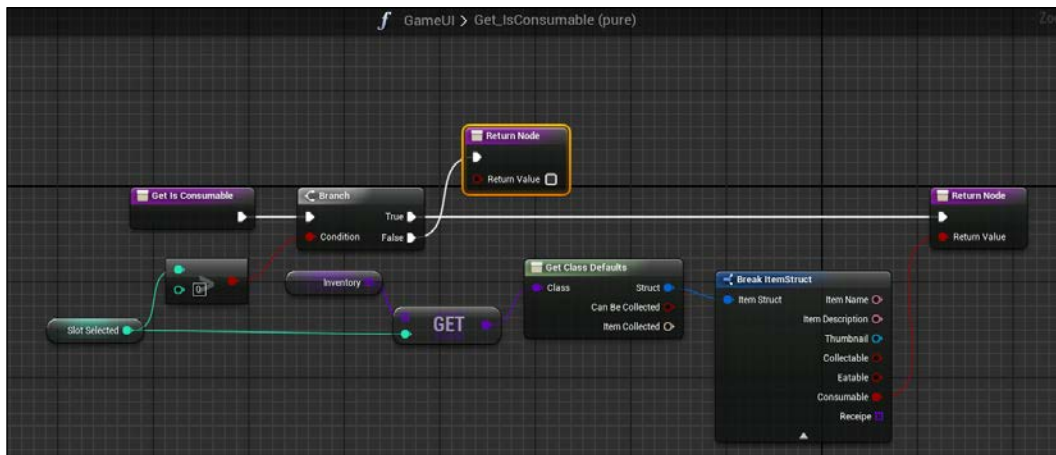 f GameUI > Get_IsConsumable (pure)
Zo
Return Node
Return Value
Get Is Consumable
Branch
True
Condition
False
Return Node
Return Value
>
0
Slot Selected
Inventory
GET
Get Class Defaults
Class
Struct
Can Be Collected
Item Collected
Break ItemStruct
Item Struct
Item Name
Item Description
Thumbnail
Collectable
Eatable
Consumable
Receipe